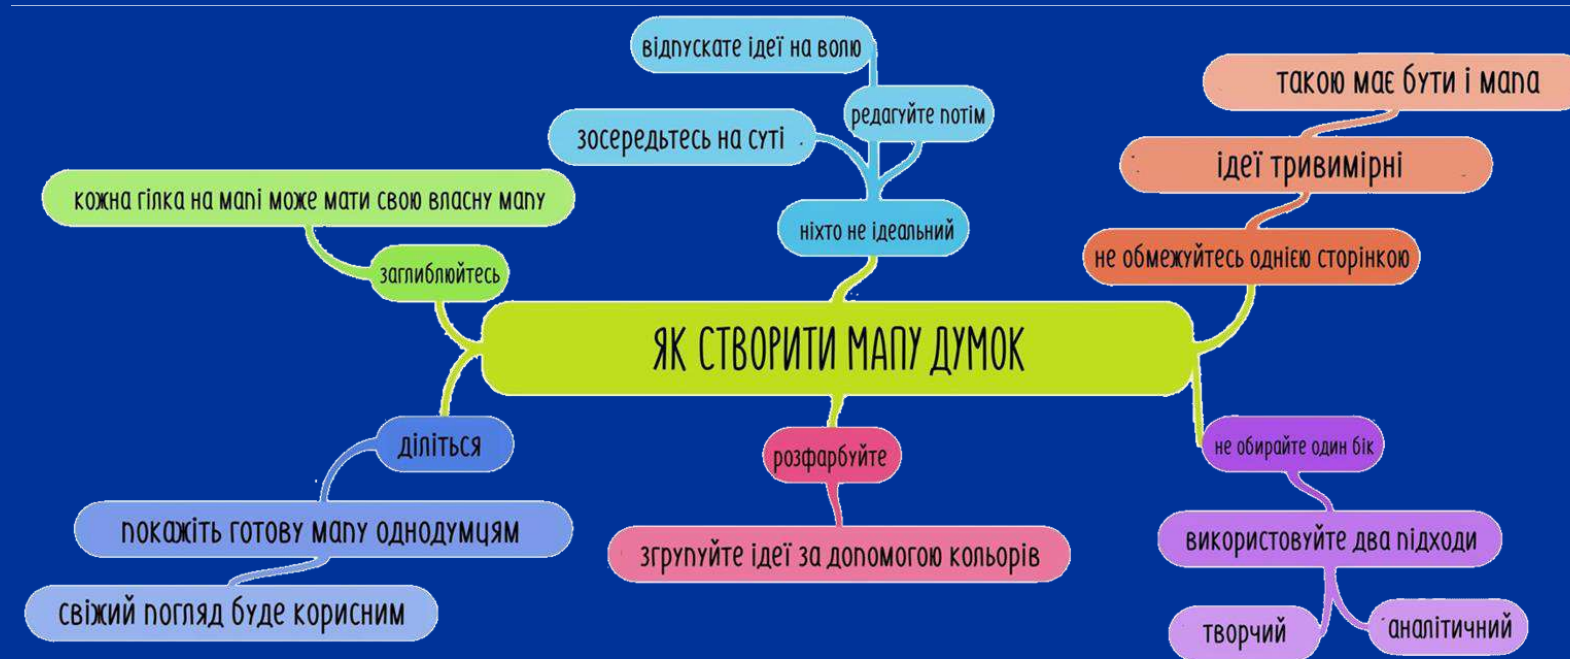 відпускате ідеї на волю
редагуйте потім
зосередьтесь на суті
ніхто не ідеальний
такою має бути і мапа
ідеї тривимірні
не обмежуйтесь однією сторінкою
кожна гілка на мапі може мати свою власну мапу
заглиблюйтесь
ЯК СТВОРИТИ МАПУ ДУМОК
діліться
покажіть готову мапу однодумцям
свіжий погляд буде корисним
розфарбуйте
згрупуйте ідеї за допомогою кольорів
не обирайте один бік
використовуйте два підходи
творчий
аналітичний